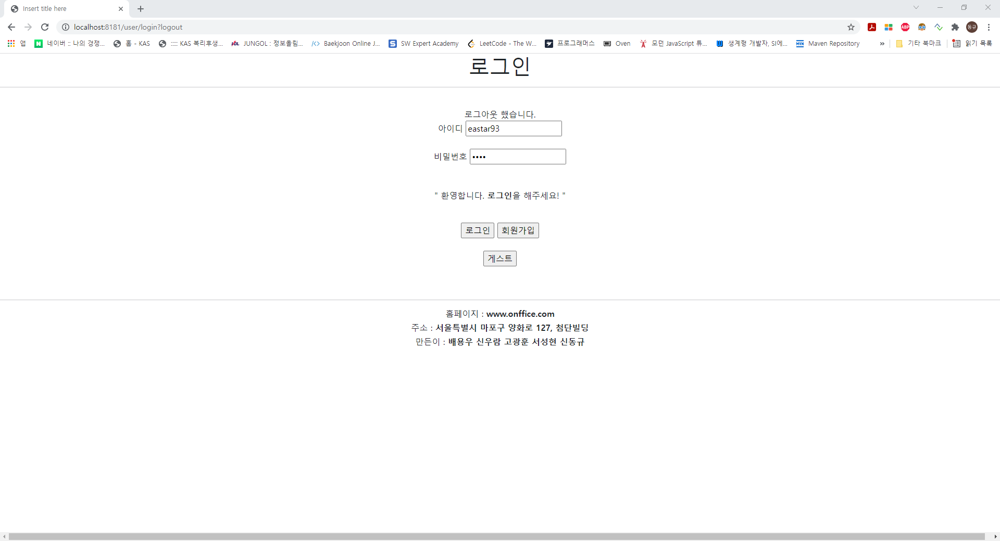 Insert title here
localhost:8181/user/login?logout
ABP
동규
앱
N
네이버 :: 나의 경쟁...
홈 - KAS
::::: KAS 복리후생...
JOL
JUNGOL : 정보올림...
Baekjoon Online J...
S
SW Expert Academy
LeetCode - The W...
프로그래머스
Oven
모던 JavaScript 튜...
생계형 개발자, SI에...
MVN
Maven Repository
»
기타 북마크
읽기 목록
로그인
로그아웃 했습니다.
아이디 eastar93
비밀번호 ••••
" 환영합니다. 로그인을 해주세요! "
로그인 회원가입
게스트
홈페이지 : www.onffice.com
주소 : 서울특별시 마포구 양화로 127, 첨단빌딩
만든이 : 배용우 신우람 고광훈 서성현 신동규